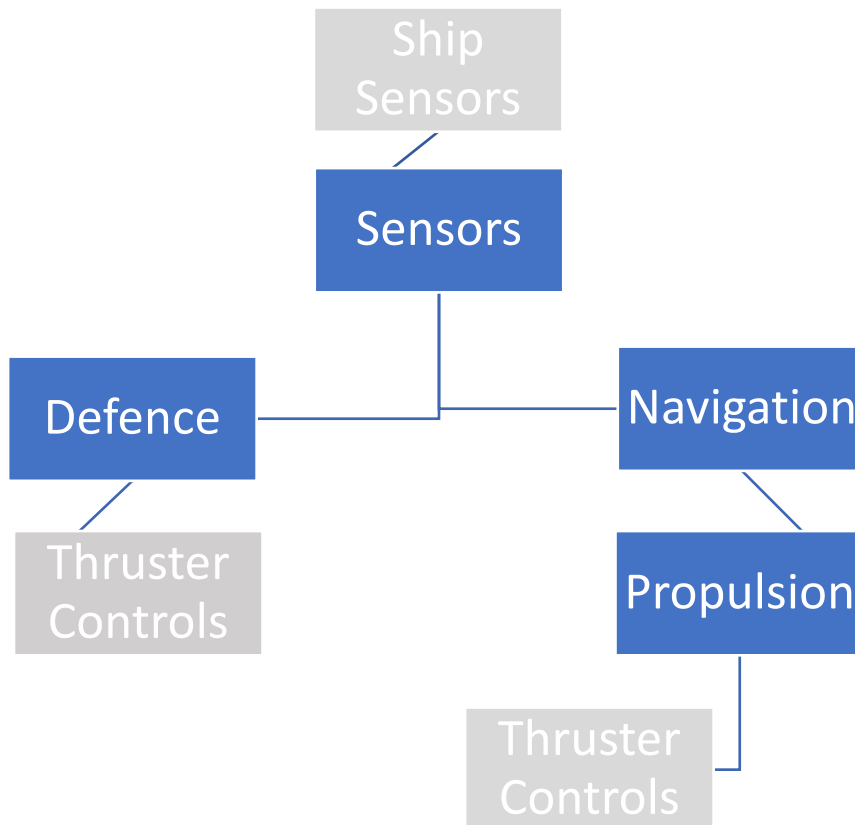 Ship
Sensors
Sensors
Defence
Navigation
Thruster
Controls
Propulsion
Thruster
Controls